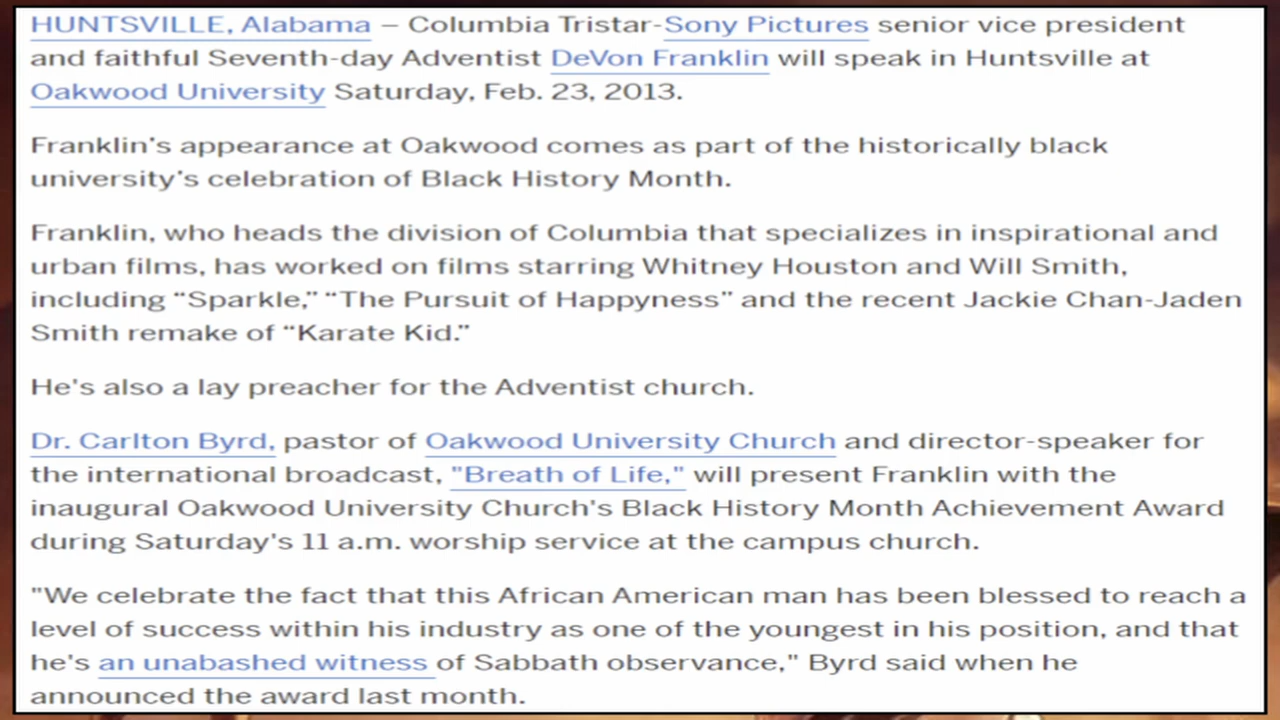 HUNTSVILLE, Alabama – Columbia Tristar-Sony Pictures senior vice president
and faithful Seventh-day Adventist DeVon Franklin will speak in Huntsville at
Oakwood University Saturday, Feb. 23, 2013.
Franklin's appearance at Oakwood comes as part of the historically black
university's celebration of Black History Month.
Franklin, who heads the division of Columbia that specializes in inspirational and
urban films, has worked on films starring Whitney Houston and Will Smith,
including “Sparkle,” “The Pursuit of Happyness” and the recent Jackie Chan-Jaden
Smith remake of “Karate Kid.”
He's also a lay preacher for the Adventist church.
Dr. Carlton Byrd, pastor of Oakwood University Church and director-speaker for
the international broadcast, "Breath of Life," will present Franklin with the
inaugural Oakwood University Church's Black History Month Achievement Award
during Saturday's 11 a.m. worship service at the campus church.
"We celebrate the fact that this African American man has been blessed to reach a
level of success within his industry as one of the youngest in his position, and that
he's an unabashed witness of Sabbath observance," Byrd said when he
announced the award last month.